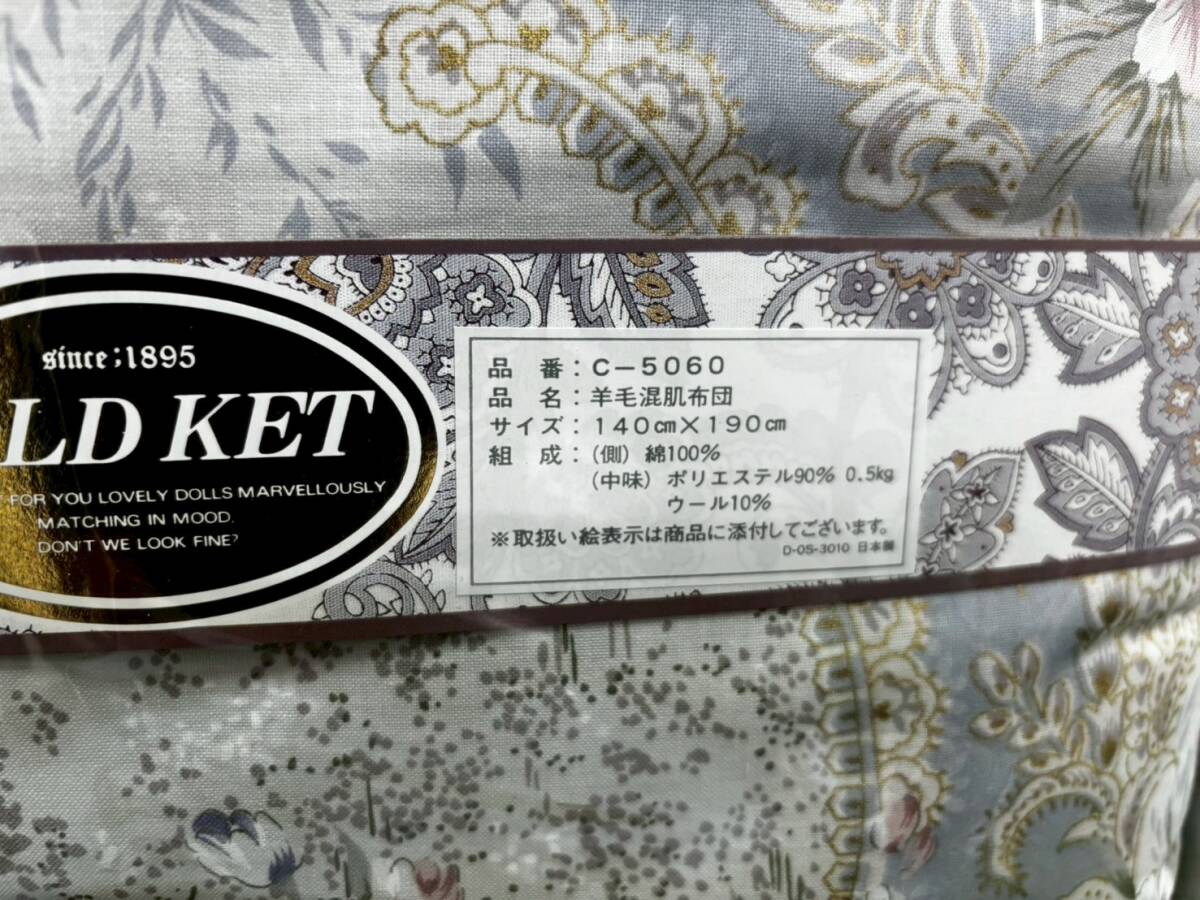 since;1895
LD KET
FOR YOU LOVELY DOLLS MARVELLOUSLY
MATCHING IN MOOD.
DON'T WE LOOK FINE?
品 番：C－5060
品 名：羊毛混肌布団
サイズ：140㎝×190㎝
組 成：（側）綿100%
（中味）ポリエステル90% 0.5kg
ウール10%
※取扱い絵表示は商品に添付してございます。
D-OS-3010 日本製